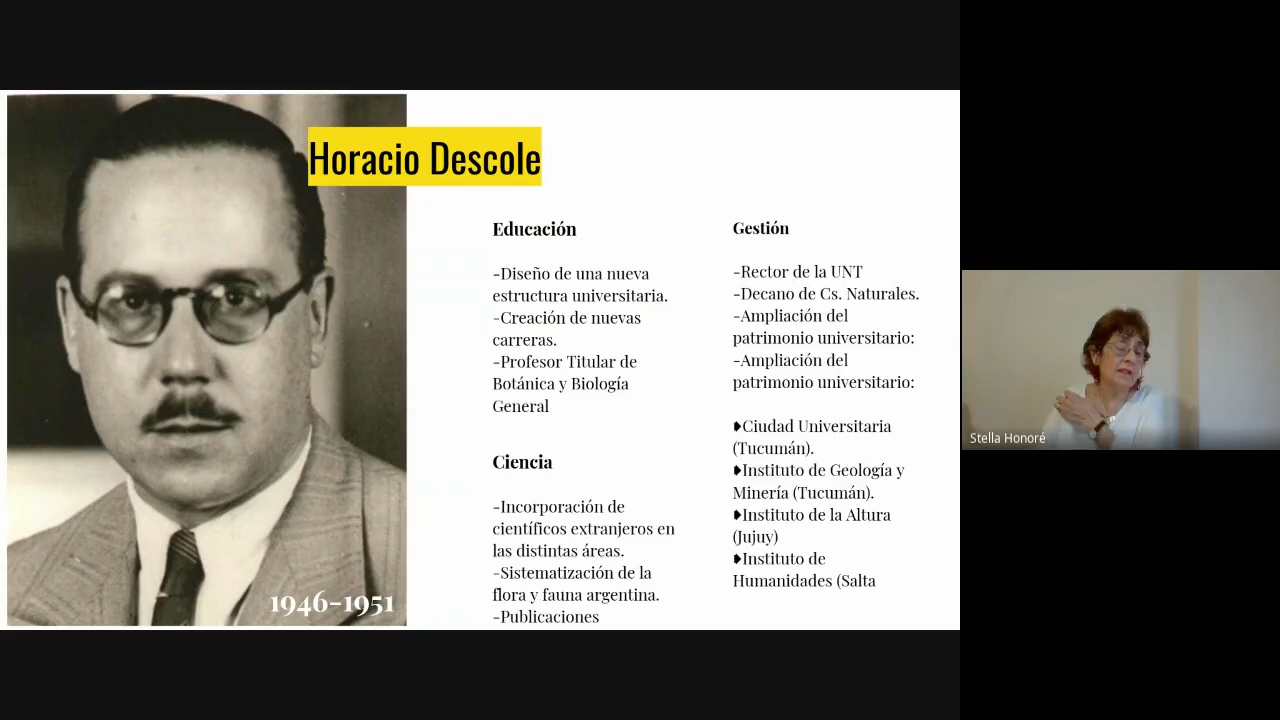 Horacio Descole
Educación
-Diseño de una nueva
estructura universitaria.
-Creación de nuevas
carreras.
-Profesor Titular de
Botánica y Biología
General
Ciencia
-Incorporación de
científicos extranjeros en
las distintas áreas.
-Sistematización de la
flora y fauna argentina.
-Publicaciones
Gestión
-Rector de la UNT
-Decano de Cs. Naturales.
-Ampliación del
patrimonio universitario:
-Ampliación del
patrimonio universitario:
❥Ciudad Universitaria
(Tucumán).
❥Instituto de Geología y
Minería (Tucumán).
❥Instituto de la Altura
(Jujuy)
❥Instituto de
Humanidades (Salta
1946-1951
Stella Honoré